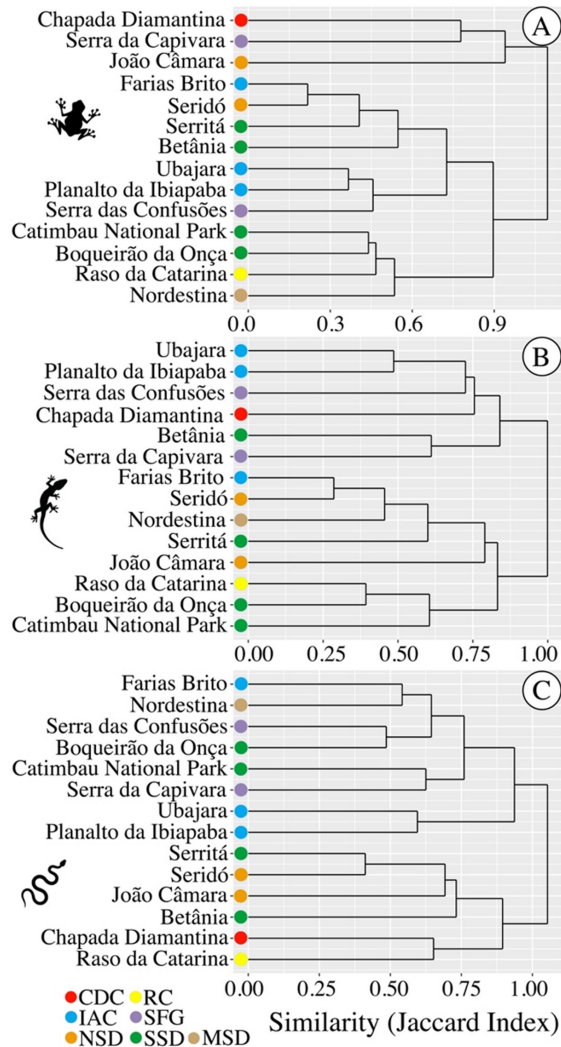 A
Chapada Diamantina
Serra da Capivara
João Câmara
Farias Brito
Seridó
Serritá
Betânia
Ubajara
Planalto da Ibiapaba
Serra das Confusões
Catimbau National Park
Boqueirão da Onça
Raso da Catarina
Nordestina
0.0 0.3 0.6 0.9
B
Ubajara
Planalto da Ibiapaba
Serra das Confusões
Chapada Diamantina
Betânia
Serra da Capivara
Farias Brito
Seridó
Nordestina
Serritá
João Câmara
Raso da Catarina
Boqueirão da Onça
Catimbau National Park
0.00 0.25 0.50 0.75 1.00
C
Farias Brito
Nordestina
Serra das Confusões
Boqueirão da Onça
Catimbau National Park
Serra da Capivara
Ubajara
Planalto da Ibiapaba
Serritá
Seridó
João Câmara
Betânia
Chapada Diamantina
Raso da Catarina
0.00 0.25 0.50 0.75 1.00
CDC RC
IAC SFG
NSD SSD MSD
Similarity (Jaccard Index)